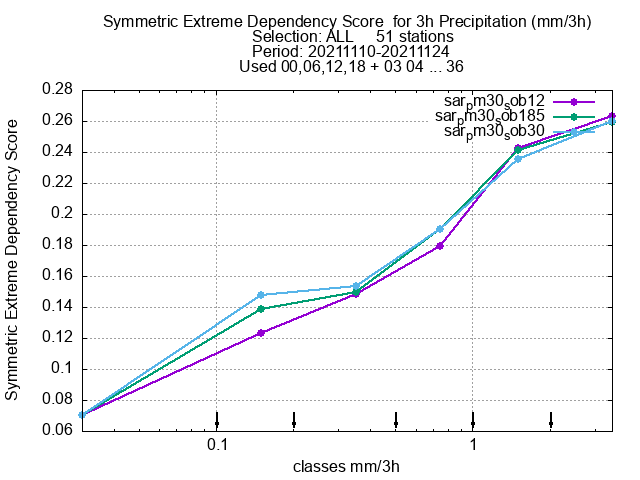 Symmetric Extreme Dependency Score  for 3h Precipitation (mm/3h)
Selection: ALL     51 stations
Period: 20211110-20211124
Used 00,06,12,18 + 03 04 ... 36
sar_pm30_sob12
sar_pm30_sob185
sar_pm30_sob30
Symmetric Extreme Dependency Score
0.28
0.26
0.24
0.22
0.2
0.18
0.16
0.14
0.12
0.1
0.08
0.06
0.1 1
classes mm/3h